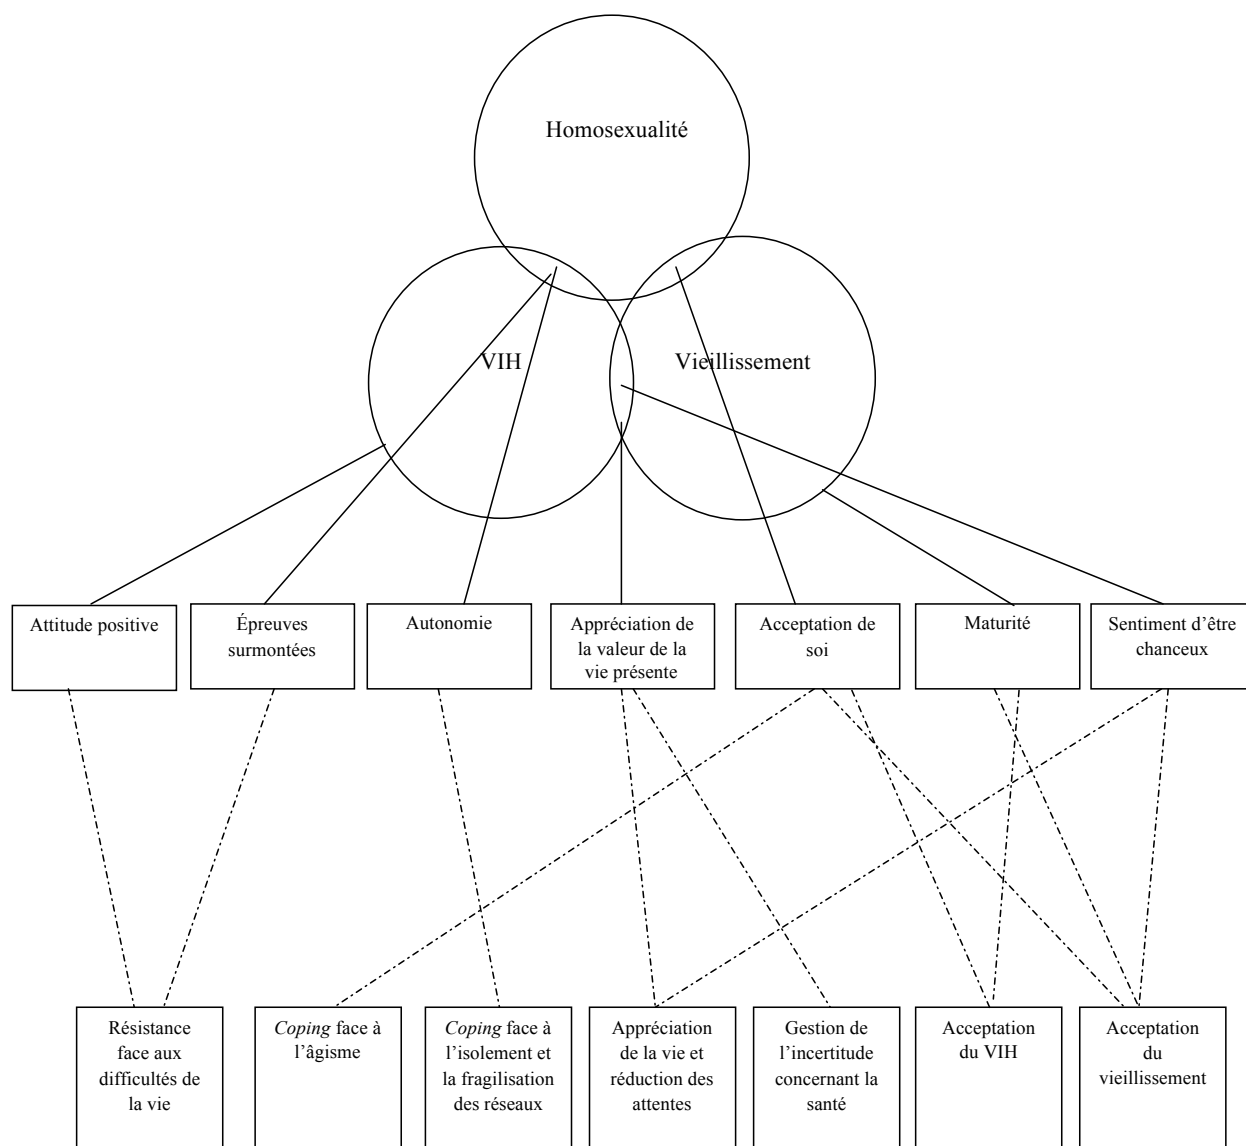 Homosexualité
VIH
Vieillissement
Attitude positive
Épreuves
surmontées
Autonomie
Appréciation de
la valeur de la
vie présente
Acceptation de
soi
Maturité
Sentiment d’être
chanceux
Résistance
face aux
difficultés de
la vie
Coping face à
l’âgisme
Coping face à
l’isolement et
la fragilisation
des réseaux
Appréciation
de la vie et
réduction des
attentes
Gestion de
l’incertitude
concernant la
santé
Acceptation
du VIH
Acceptation
du
vieillissement